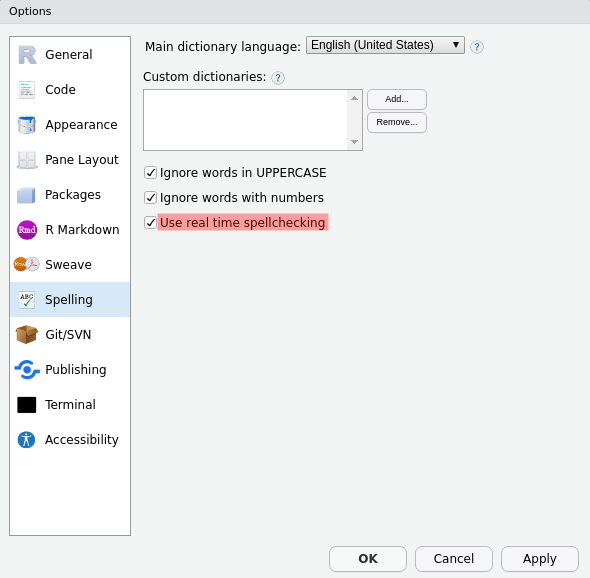 Options
General
Code
Appearance
Pane Layout
Packages
Rmd R Markdown
Sweave
ABC Spelling
Git/SVN
Publishing
Terminal
Accessibility
Main dictionary language: English (United States) ▼ ?
Custom dictionaries: ?
Add...
Remove...
Ignore words in UPPERCASE
Ignore words with numbers
Use real time spellchecking
OK Cancel Apply